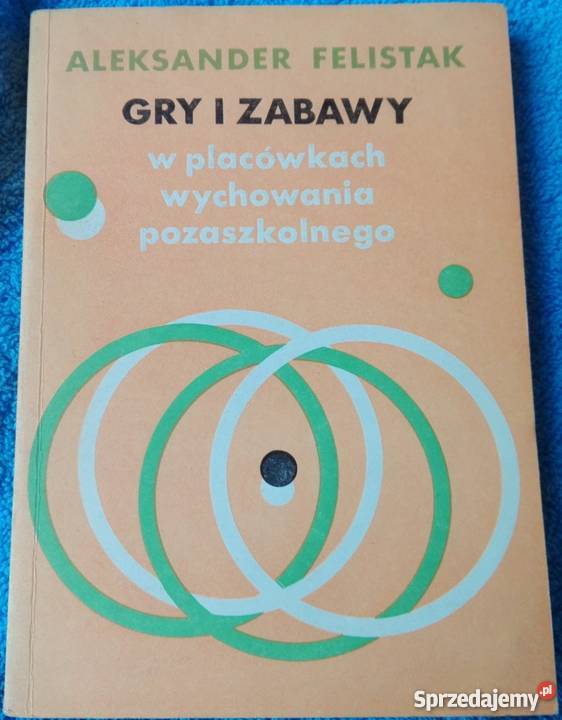 ALEKSANDER FELISTAK
GRY I ZABAWY
w placówkach
wychowania
pozaszkolnego
Sprzedajemy.pl